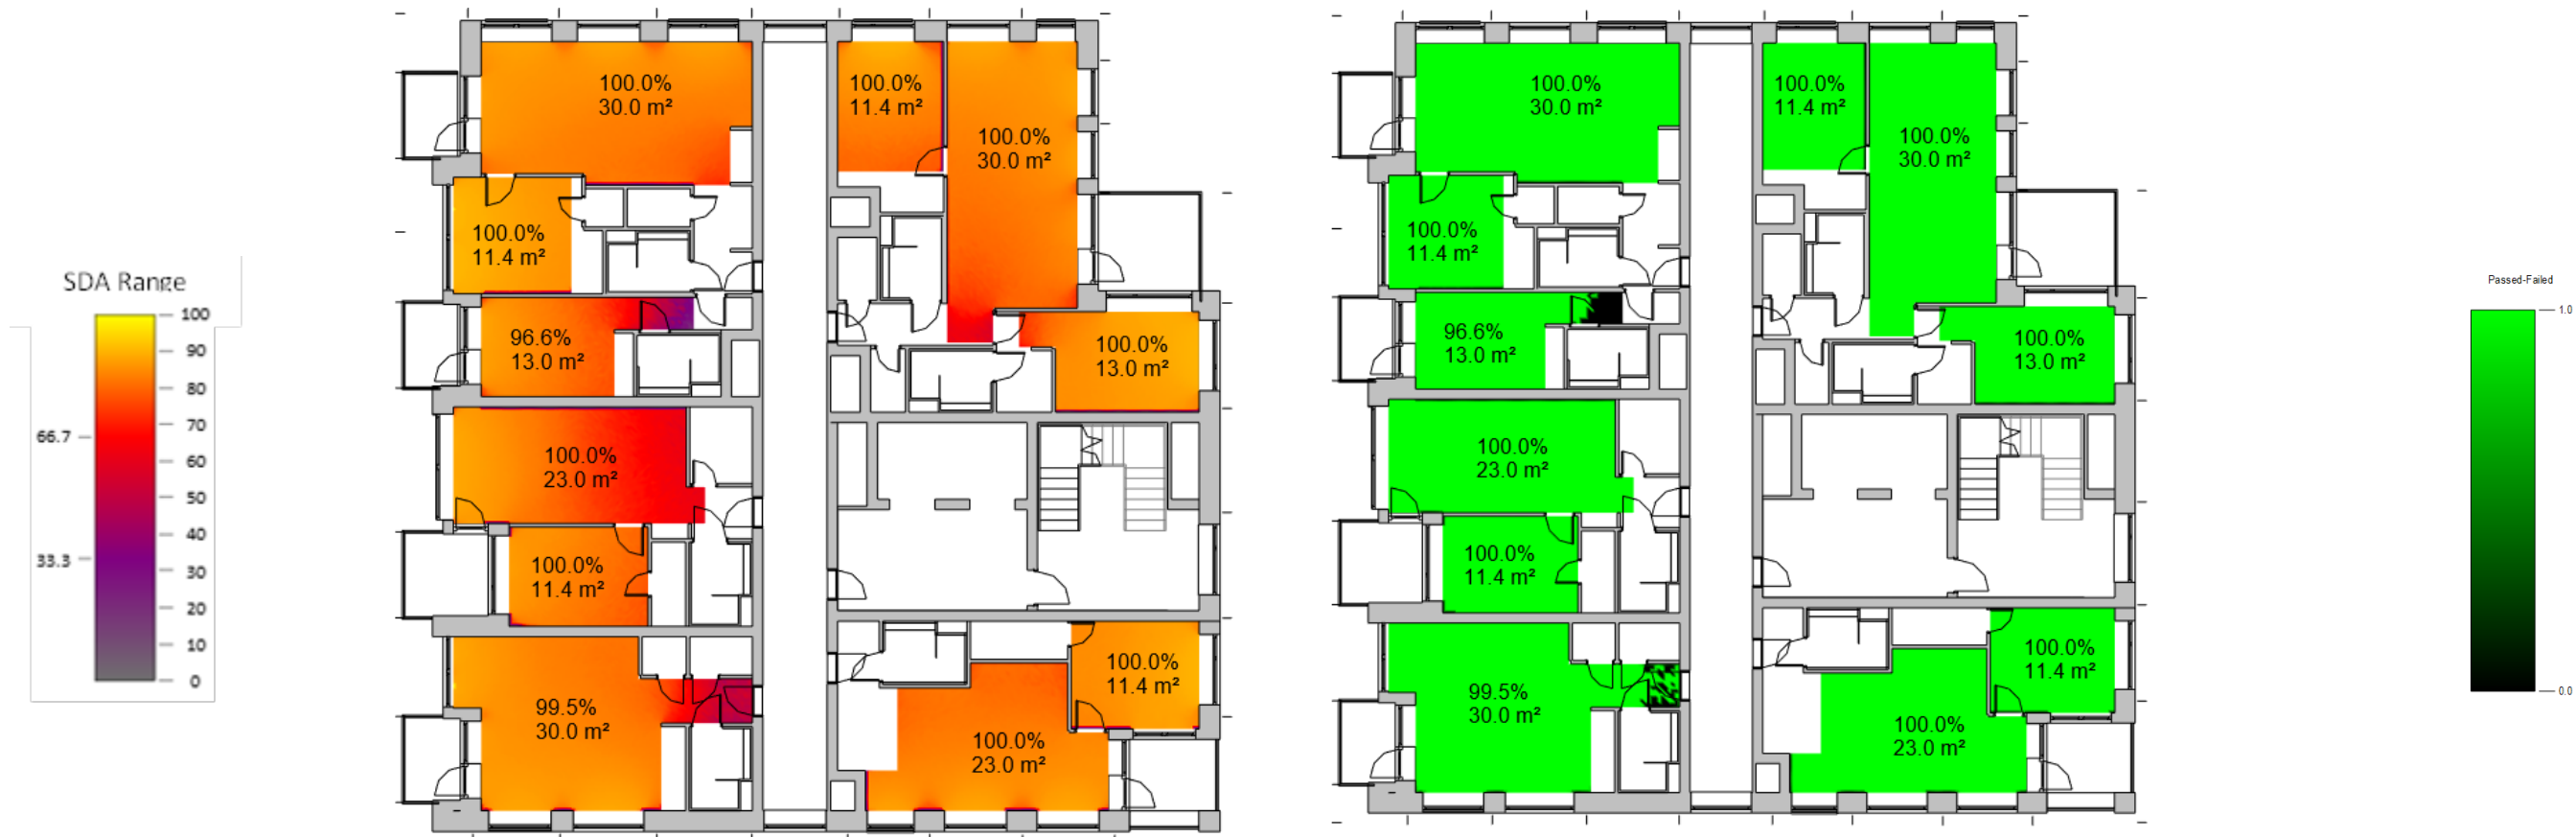 SDA Range
100
90
80
70
66.7
60
50
40
33.3
30
20
10
0
100.0%
30.0 m²
100.0%
11.4 m²
100.0%
30.0 m²
100.0%
11.4 m²
96.6%
13.0 m²
100.0%
13.0 m²
100.0%
23.0 m²
100.0%
11.4 m²
99.5%
30.0 m²
100.0%
11.4 m²
100.0%
23.0 m²
100.0%
30.0 m²
100.0%
11.4 m²
100.0%
30.0 m²
100.0%
11.4 m²
96.6%
13.0 m²
100.0%
13.0 m²
100.0%
23.0 m²
100.0%
11.4 m²
99.5%
30.0 m²
100.0%
11.4 m²
100.0%
23.0 m²
Passed-Failed
1.0
0.0